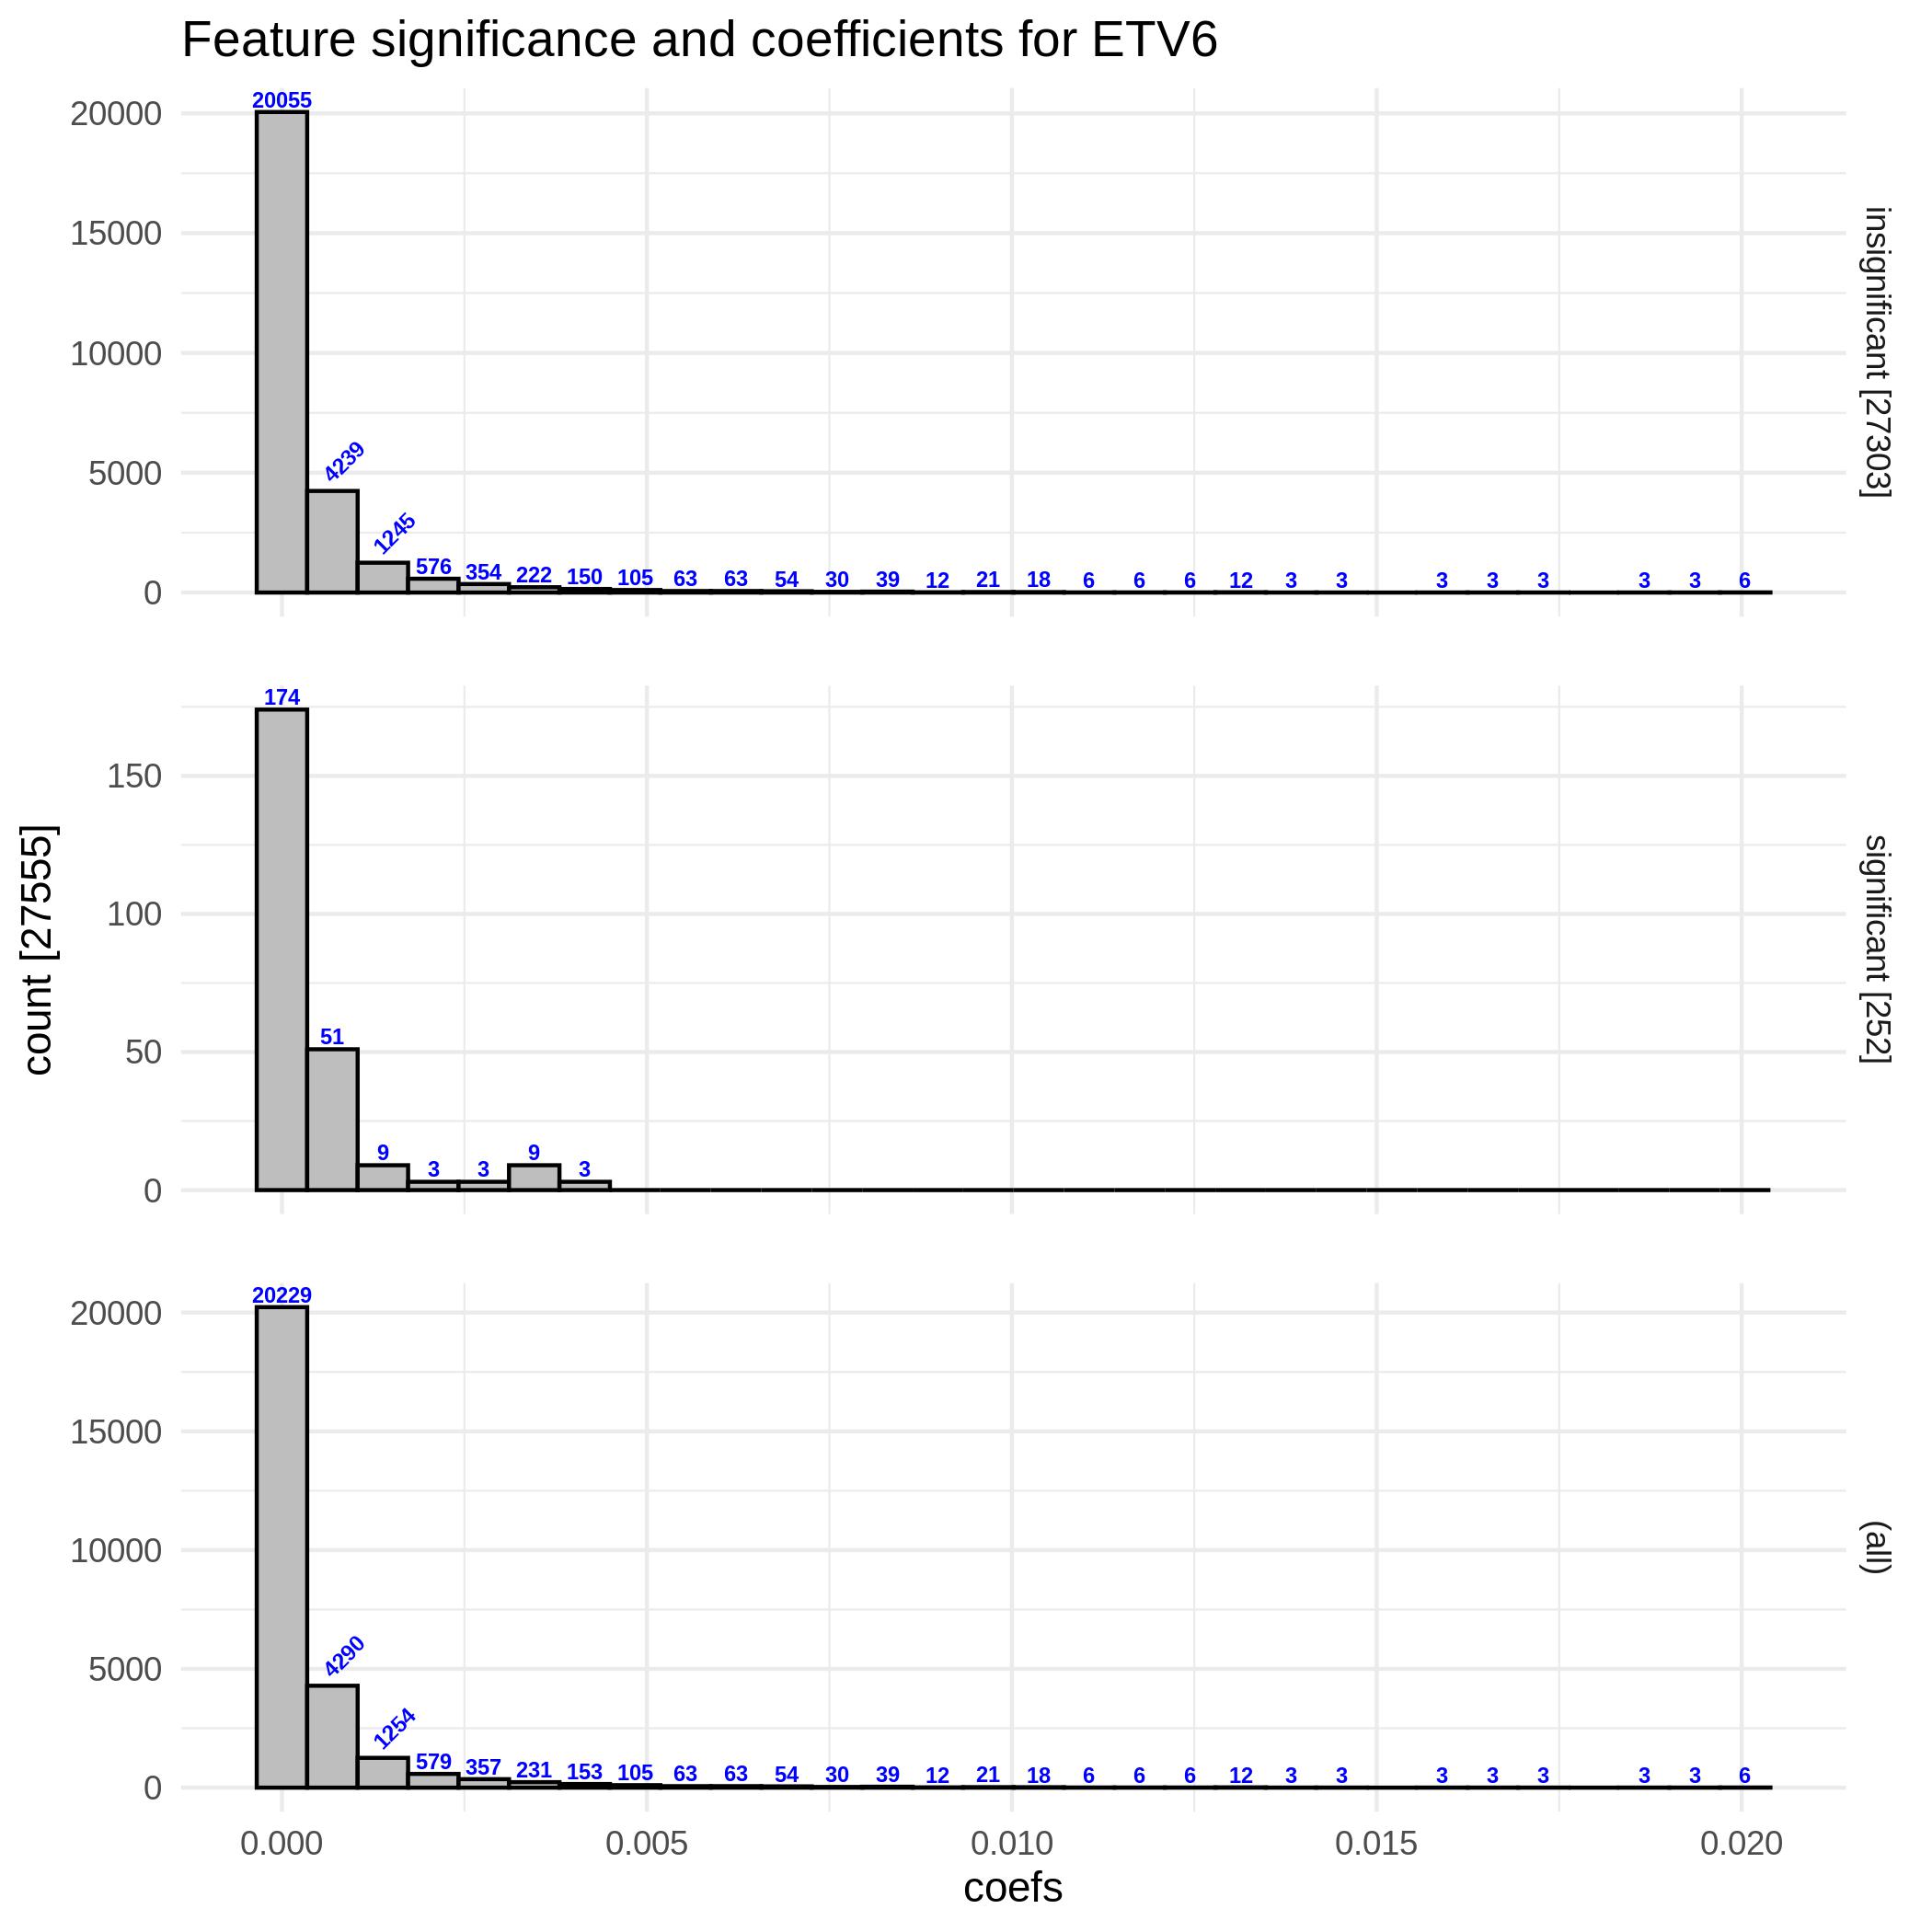 Feature significance and coefficients for ETV6
20055
20000
15000
10000
5000
0
4239
1245
576 354 222 150 105 63 63 54 30 39 12 21 18 6 6 6 12 3 3 3 3 3 3 3 6
insignificant [27303]
count [27555]
174
150
100
50
0
51
9 3 3 9 3
significant [252]
20229
20000
15000
10000
5000
0
4290
1254
579 357 231 153 105 63 63 54 30 39 12 21 18 6 6 6 12 3 3 3 3 3 3 3 6
(all)
0.000 0.005 0.010 0.015 0.020
coefs